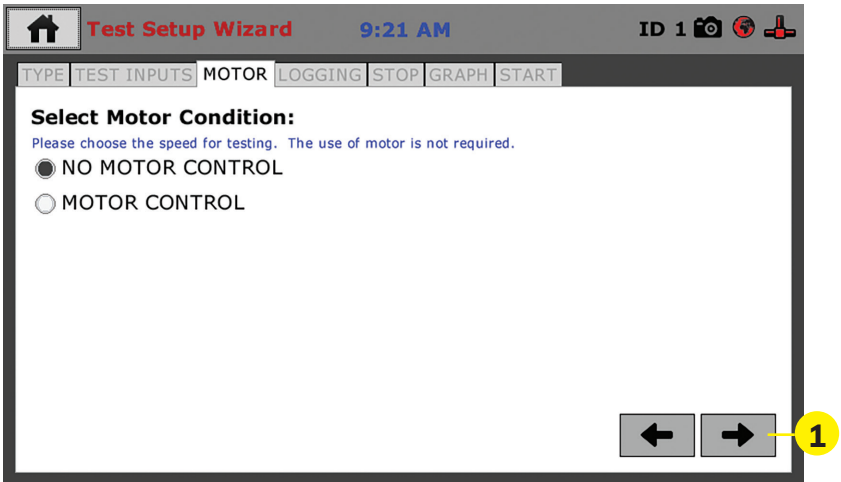 Test Setup Wizard 9:21 AM ID 1
TYPE TEST INPUTS MOTOR LOGGING STOP GRAPH START
Select Motor Condition:
Please choose the speed for testing. The use of motor is not required.
NO MOTOR CONTROL
MOTOR CONTROL
1